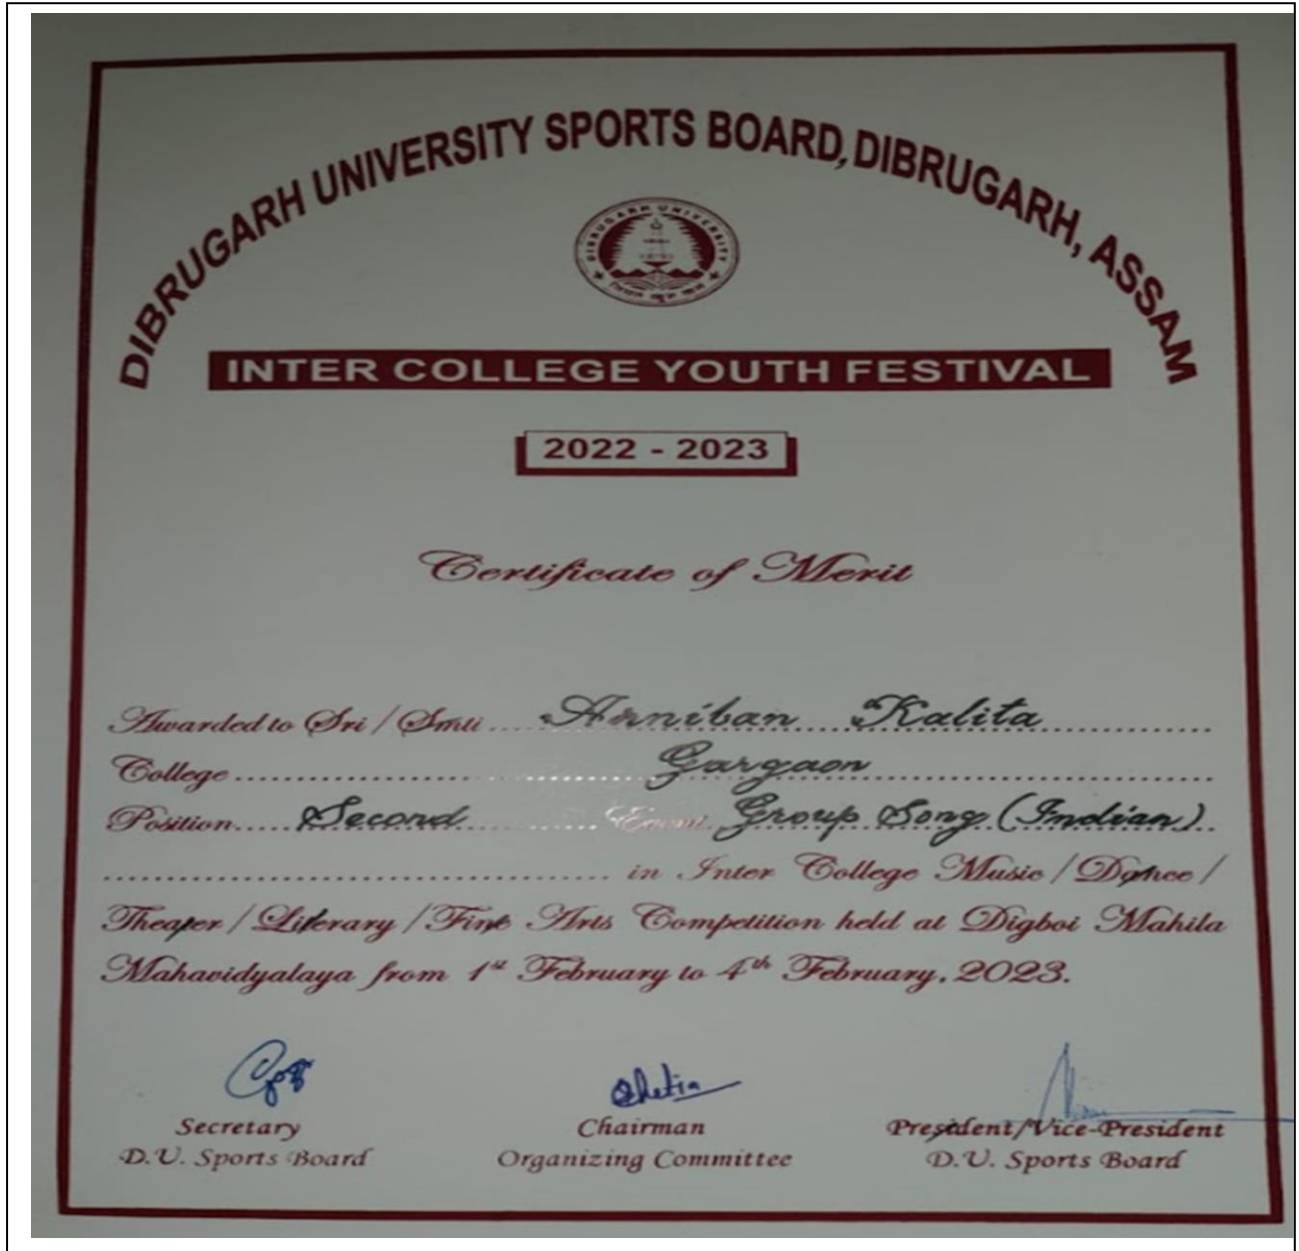 DIBRUGARH UNIVERSITY SPORTS BOARD, DIBRUGARH, ASSAM
DIBRUGARH UNIVERSITY
INTER COLLEGE YOUTH FESTIVAL
2022 - 2023
Certificate of Merit
Awarded to Sri / Smti Arniban Kalita
College Gargaon
Position Second Event Group Song (Indian)
in Inter College Music / Dance /
Theater / Literary / Fine Arts Competition held at Digboi Mahila
Mahavidyalaya from 1st February to 4th February, 2023.
Chetia
Secretary Chairman President/Vice-President
D.U. Sports Board Organizing Committee D.U. Sports Board